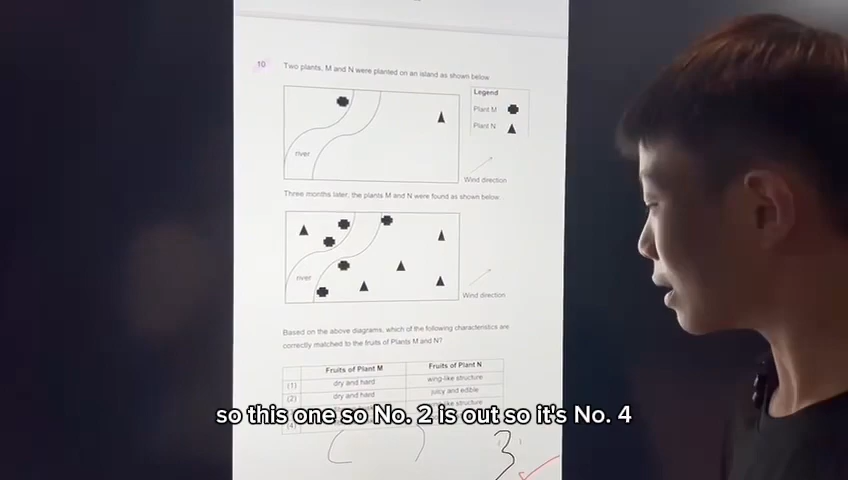 10
Two plants, M and N were planted on an island as shown below
Legend
Plant M
Plant N
river
Wind direction
Three months later, the plants M and N were found as shown below.
river
Wind direction
Based on the above diagrams, which of the following characteristics are
correctly matched to the fruits of Plants M and N?
Fruits of Plant M Fruits of Plant N
(1) dry and hard wing-like structure
(2) dry and hard juicy and edible
so this one so No. 2 is out so it's No. 4
(4)
( 3 )